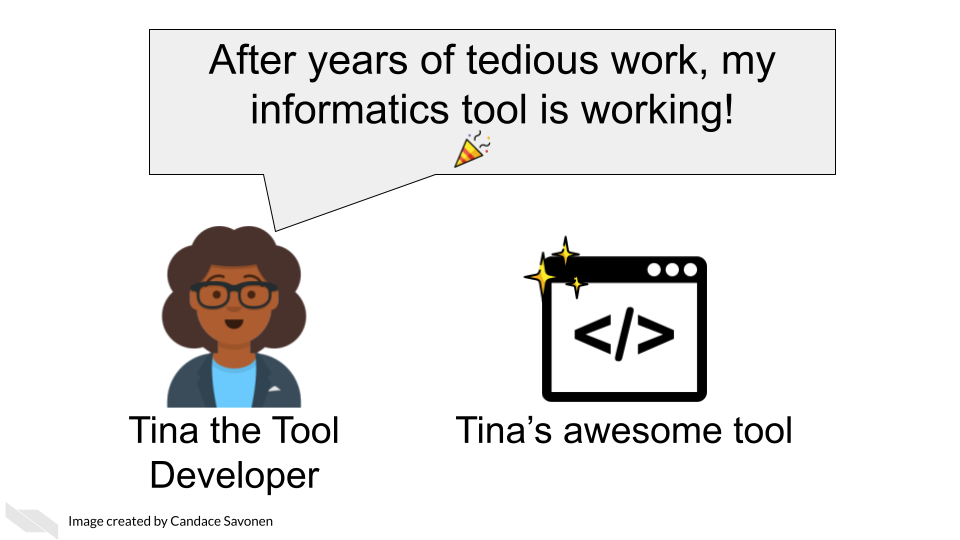 After years of tedious work, my
informatics tool is working!
🎉
</>
Tina the Tool
Developer
Tina’s awesome tool
Image created by Candace Savonen